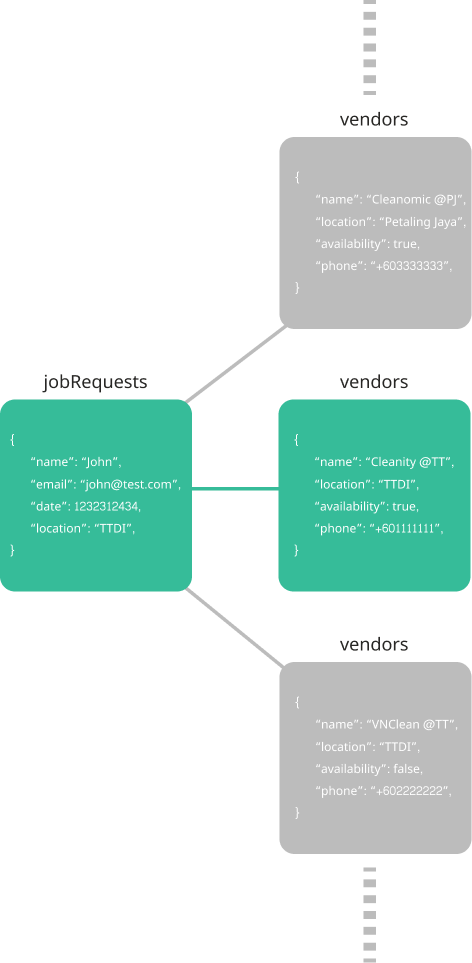 vendors
{
“name”: “Cleanomic @PJ”,
“location”: “Petaling Jaya”,
“availability”: true,
“phone”: “+603333333”,
}
jobRequests
{
“name”: “John”,
“email”: “john@test.com”,
“date”: 1232312434,
“location”: “TTDI”,
}
vendors
{
“name”: “Cleanity @TT”,
“location”: “TTDI”,
“availability”: true,
“phone”: “+601111111”,
}
vendors
{
“name”: “VNClean @TT”,
“location”: “TTDI”,
“availability”: false,
“phone”: “+602222222”,
}